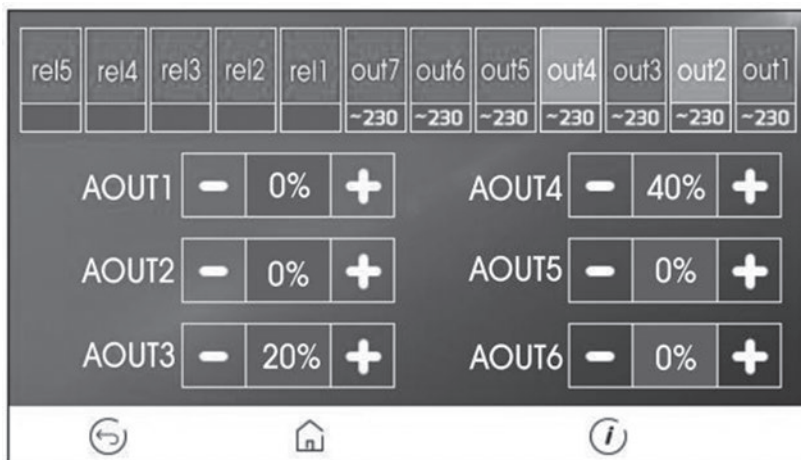 rel5 rel4 rel3 rel2 rel1 out7 out6 out5 out4 out3 out2 out1
~230 ~230 ~230 ~230 ~230 ~230 ~230
AOUT1 − 0% + AOUT4 − 40% +
AOUT2 − 0% + AOUT5 − 0% +
AOUT3 − 20% + AOUT6 − 0% +
i